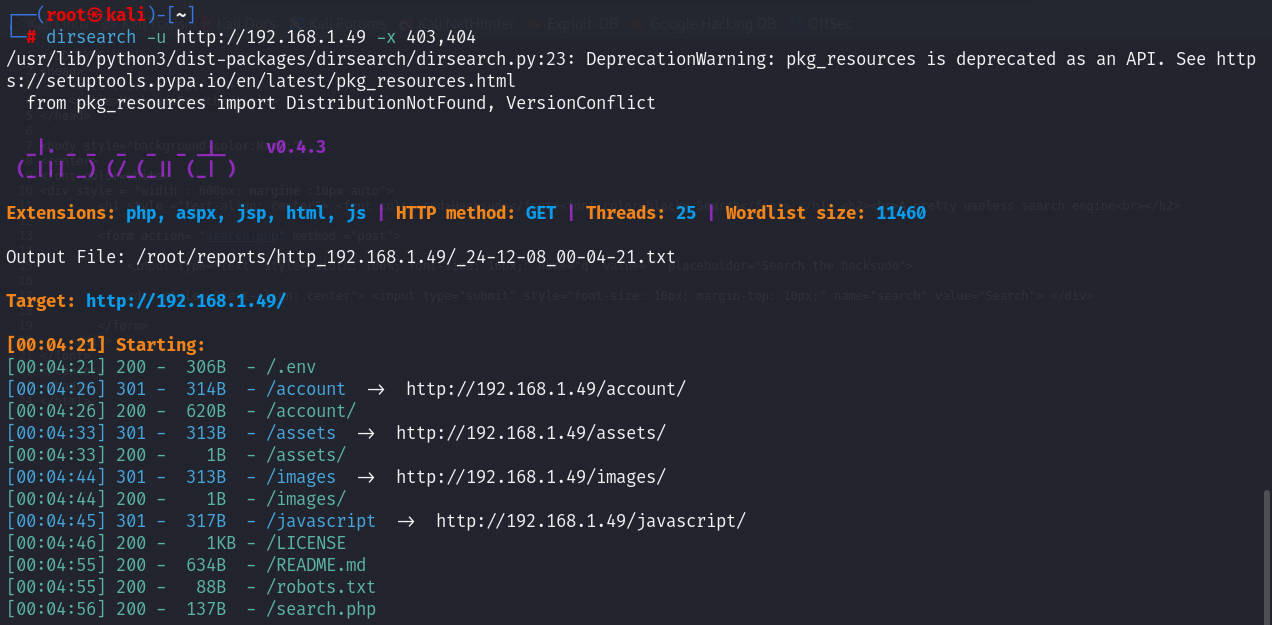 ┌──(root㉿kali)-[~]
└─# dirsearch -u http://192.168.1.49 -x 403,404
/usr/lib/python3/dist-packages/dirsearch/dirsearch.py:23: DeprecationWarning: pkg_resources is deprecated as an API. See http
s://setuptools.pypa.io/en/latest/pkg_resources.html
  from pkg_resources import DistributionNotFound, VersionConflict

  _|. _ _  _  _  _ _|_    v0.4.3
 (_||| _) (/_(_|| (_| )

Extensions: php, aspx, jsp, html, js | HTTP method: GET | Threads: 25 | Wordlist size: 11460

Output File: /root/reports/http_192.168.1.49/_24-12-08_00-04-21.txt

Target: http://192.168.1.49/

[00:04:21] Starting:
[00:04:21] 200 -  306B  - /.env
[00:04:26] 301 -  314B  - /account  ->  http://192.168.1.49/account/
[00:04:26] 200 -  620B  - /account/
[00:04:33] 301 -  313B  - /assets  ->  http://192.168.1.49/assets/
[00:04:33] 200 -    1B  - /assets/
[00:04:44] 301 -  313B  - /images  ->  http://192.168.1.49/images/
[00:04:44] 200 -    1B  - /images/
[00:04:45] 301 -  317B  - /javascript  ->  http://192.168.1.49/javascript/
[00:04:46] 200 -    1KB - /LICENSE
[00:04:55] 200 -  634B  - /README.md
[00:04:55] 200 -   88B  - /robots.txt
[00:04:56] 200 -  137B  - /search.php